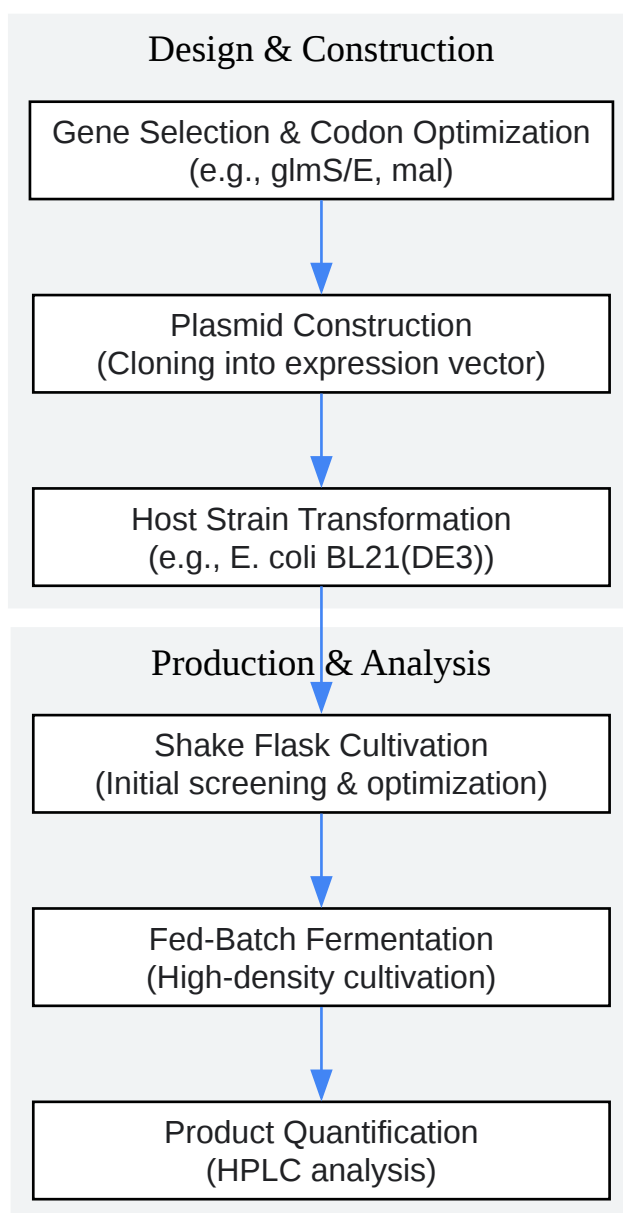 Design & Construction
Gene Selection & Codon Optimization
(e.g., glmS/E, mal)
Plasmid Construction
(Cloning into expression vector)
Host Strain Transformation
(e.g., E. coli BL21(DE3))
Production & Analysis
Shake Flask Cultivation
(Initial screening & optimization)
Fed-Batch Fermentation
(High-density cultivation)
Product Quantification
(HPLC analysis)